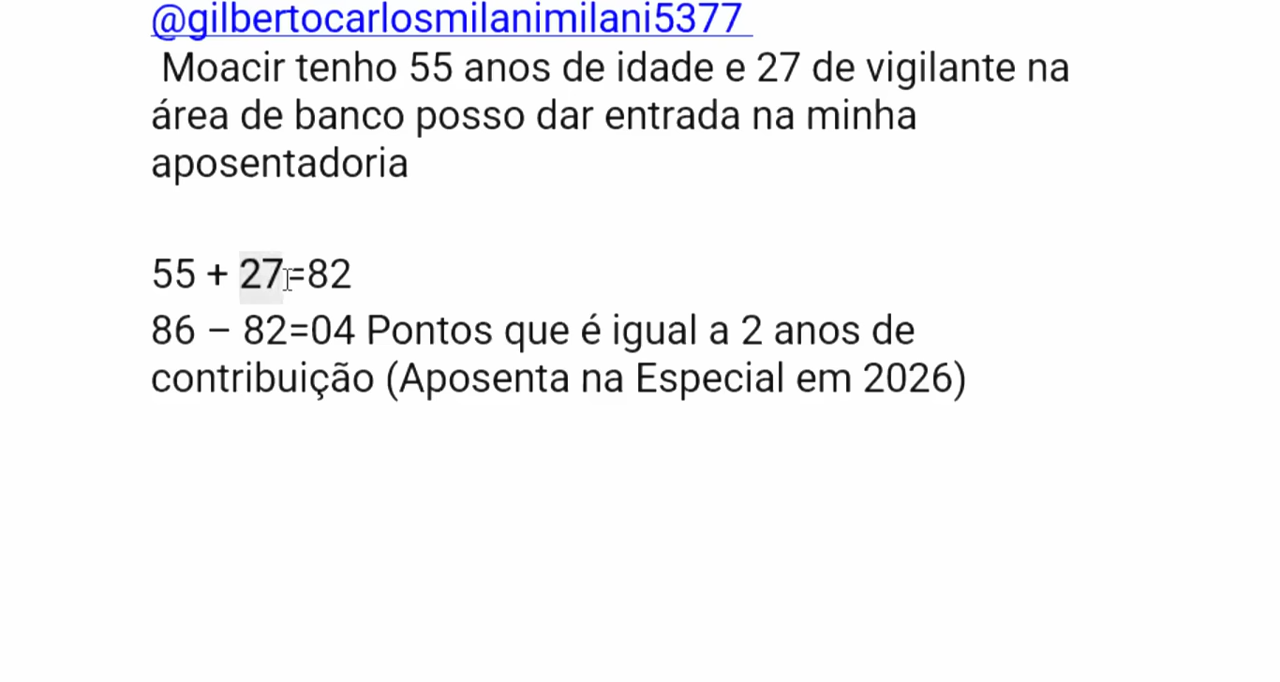 @gilbertocarlosmilanimilani5377
Moacir tenho 55 anos de idade e 27 de vigilante na
área de banco posso dar entrada na minha
aposentadoria
55 + 27=82
86 – 82=04 Pontos que é igual a 2 anos de
contribuição (Aposenta na Especial em 2026)